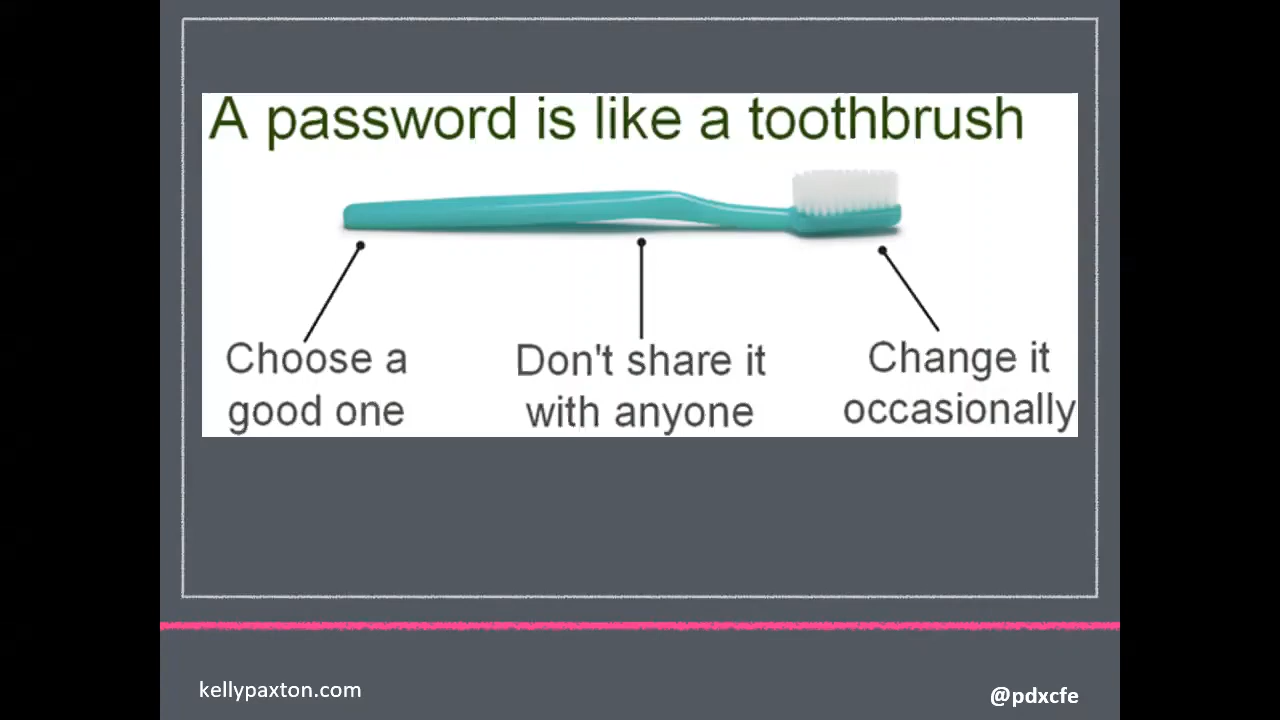 A password is like a toothbrush
Choose a
good one
Don't share it
with anyone
Change it
occasionally
kellypaxton.com
@pdxcfe